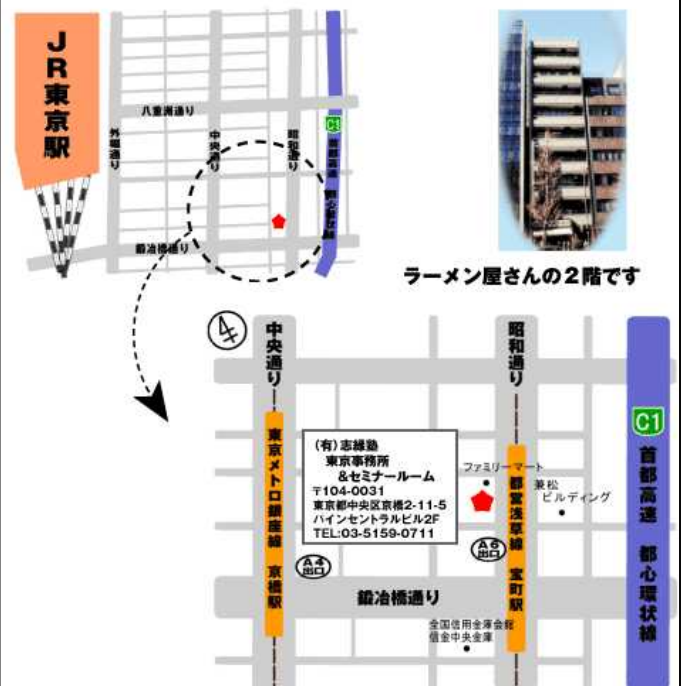 JR東京駅
八重洲通り
外堀通り
中央通り
昭和通り
C1
首都高速 都心環状線
鍛冶橋通り
ラーメン屋さんの2階です
中央通り
昭和通り
C1
首都高速 都心環状線
東京メトロ銀座線 京橋駅
(有)志縁塾
東京事務所
&セミナールーム
〒104-0031
東京都中央区京橋2-11-5
パインセントラルビル2F
TEL:03-5159-0711
ファミリーマート
都営浅草線 宝町駅
兼松
ビルディング
A4
出口
A6
出口
鍛冶橋通り
全国信用金庫会館
信金中央金庫